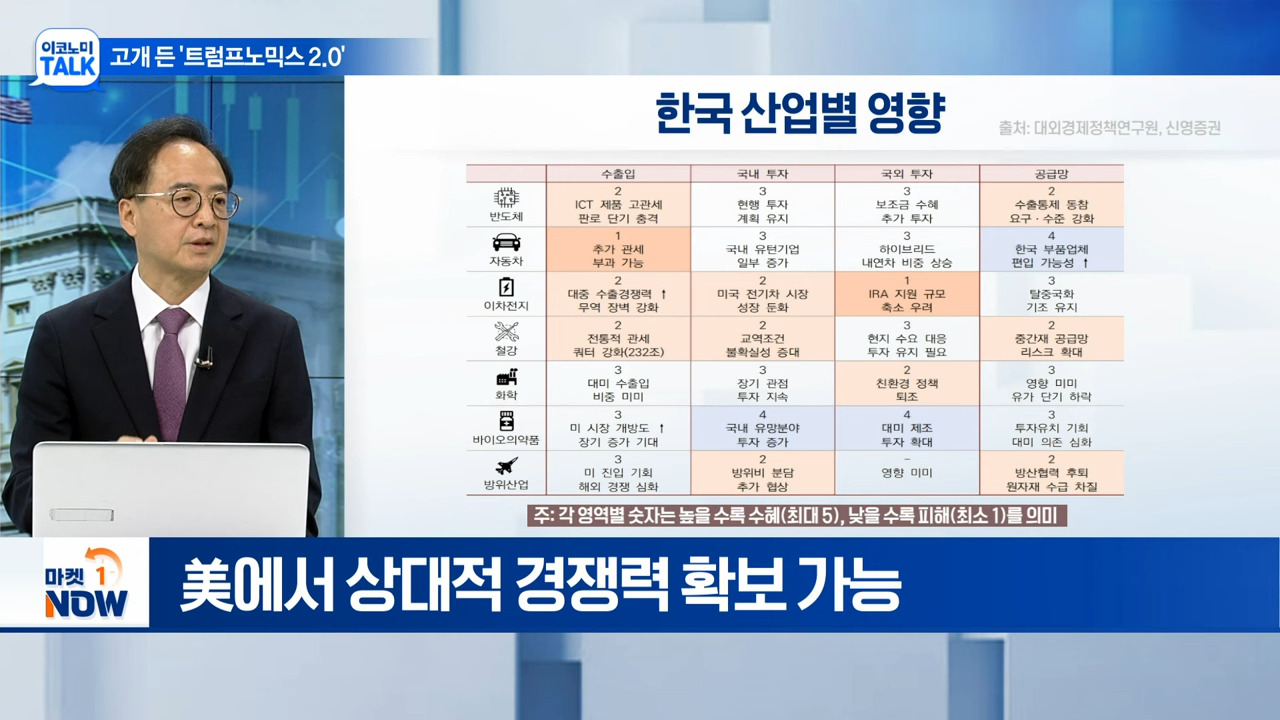 이코노미
TALK
고개 든 '트럼프노믹스 2.0'
한국 산업별 영향
출처: 대외경제정책연구원, 신영증권
수출입 국내 투자 국외 투자 공급망
반도체
2
ICT 제품 고관세
판로 단기 충격
3
현행 투자
계획 유지
3
보조금 수혜
추가 투자
2
수출통제 동참
요구·수준 강화
자동차
1
추가 관세
부과 가능
3
국내 유턴기업
일부 증가
3
하이브리드
내연차 비중 상승
4
한국 부품업체
편입 가능성 ↑
이차전지
2
대중 수출경쟁력 ↑
무역 장벽 강화
2
미국 전기차 시장
성장 둔화
1
IRA 지원 규모
축소 우려
3
탈중국화
기조 유지
철강
2
전통적 관세
쿼터 강화(232조)
2
교역조건
불확실성 증대
3
현지 수요 대응
투자 유지 필요
2
중간재 공급망
리스크 확대
화학
3
대미 수출입
비중 미미
3
장기 관점
투자 지속
2
친환경 정책
퇴조
3
영향 미미
유가 단기 하락
바이오의약품
3
미 시장 개방도 ↑
장기 증가 기대
4
국내 유망분야
투자 증가
4
대미 제조
투자 확대
3
투자유치 기회
대미 의존 심화
방위산업
3
미 진입 기회
해외 경쟁 심화
2
방위비 분담
추가 협상
-
영향 미미
2
방산협력 후퇴
원자재 수급 차질
주: 각 영역별 숫자는 높을 수록 수혜(최대 5), 낮을 수록 피해(최소 1)를 의미
마켓 1
NOW
美에서 상대적 경쟁력 확보 가능